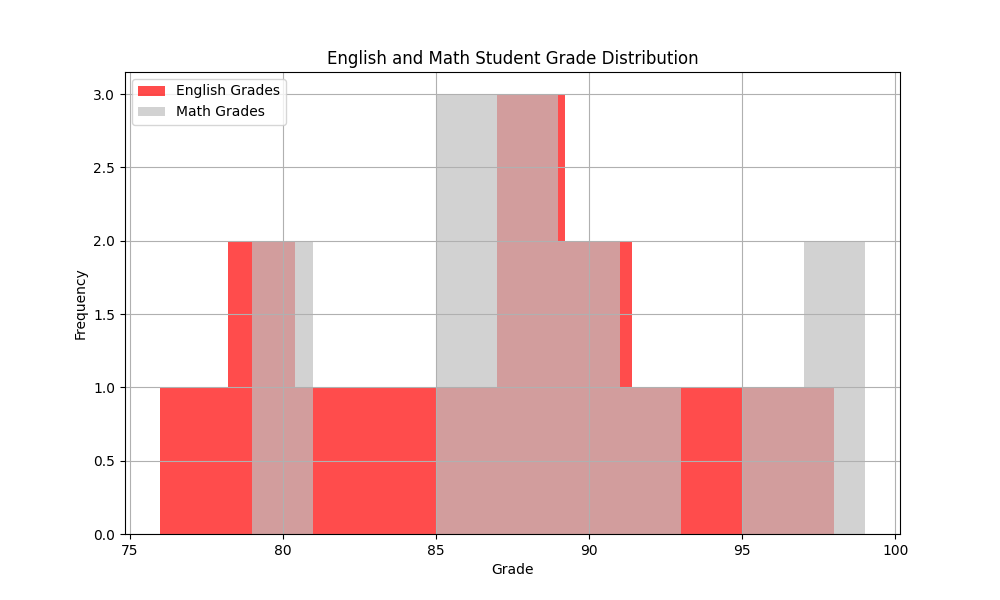 English and Math Student Grade Distribution
English Grades
Math Grades
3.0
2.5
2.0
1.5
1.0
0.5
0.0
Frequency
75 80 85 90 95 100
Grade